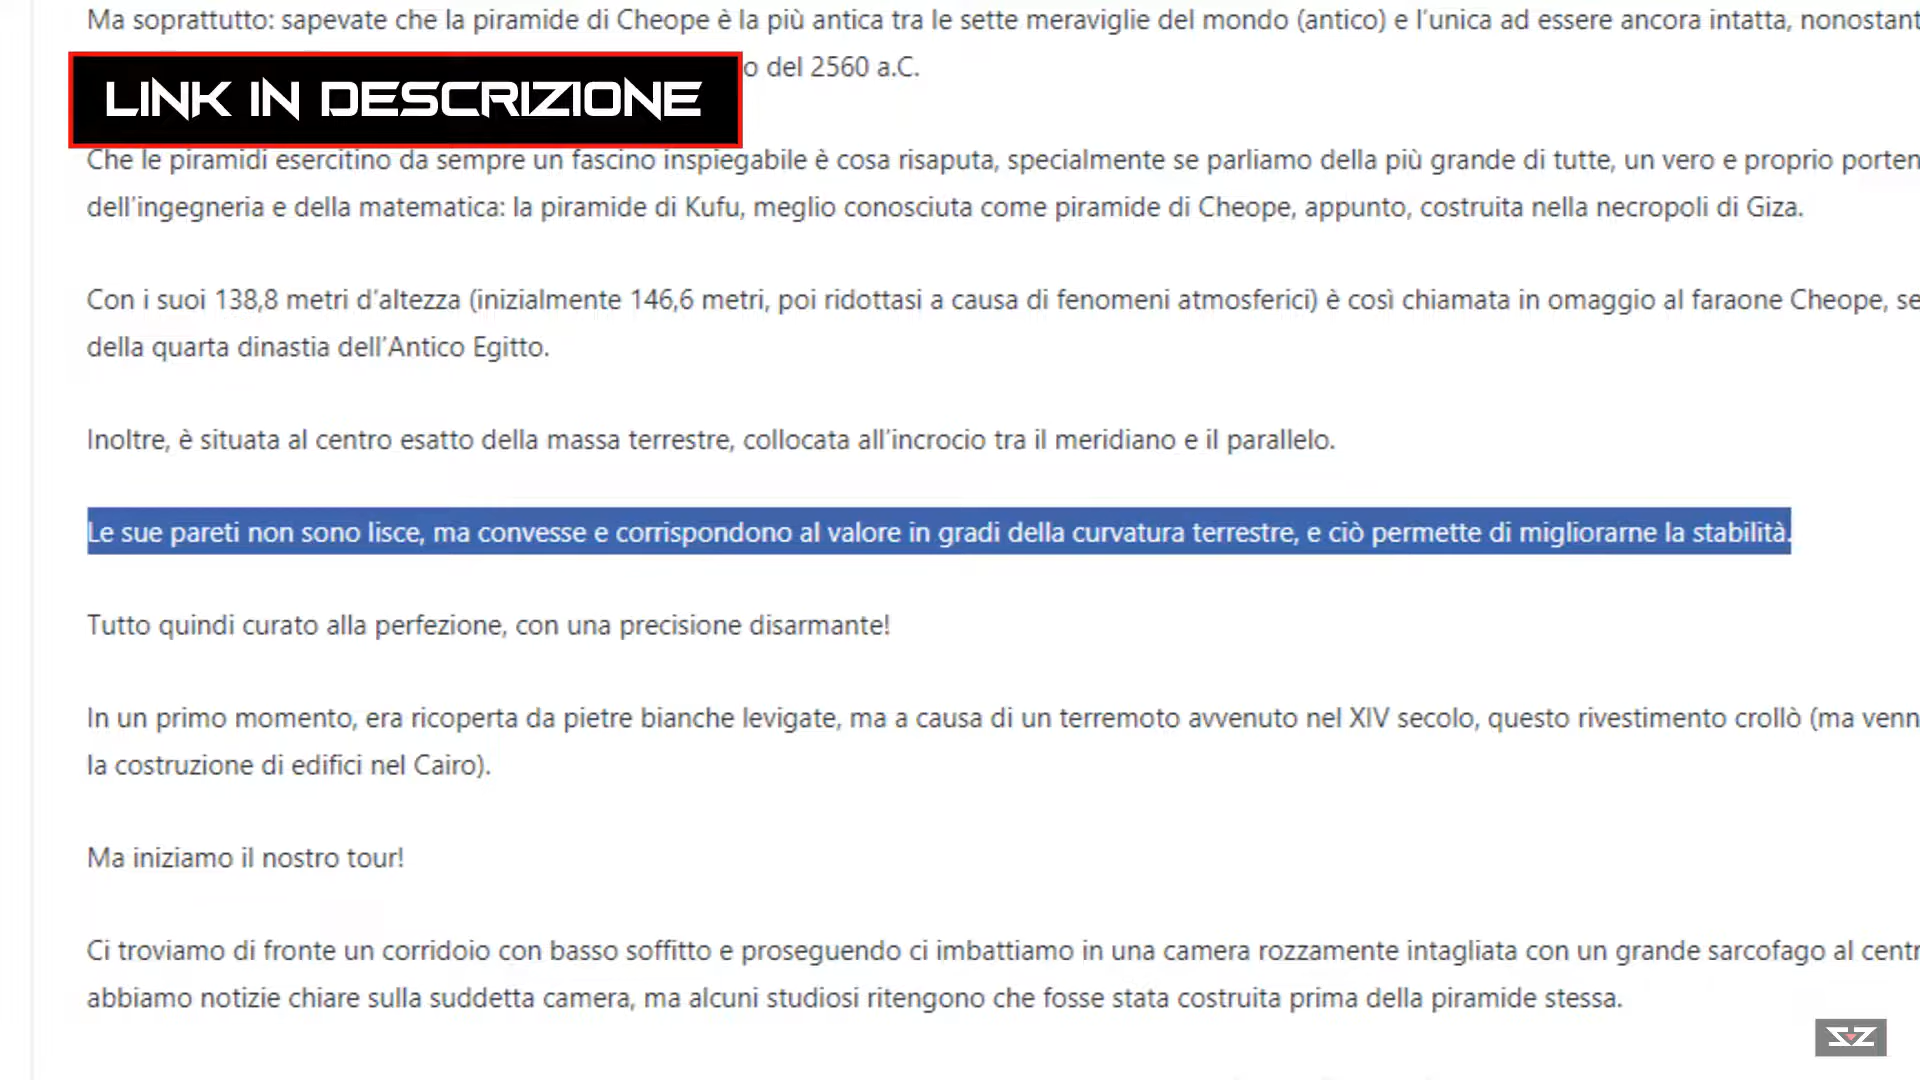 Ma soprattutto: sapevate che la piramide di Cheope è la più antica tra le sette meraviglie del mondo (antico) e l'unica ad essere ancora intatta,
o del 2560 a.C.
LINK IN DESCRIZIONE
Che le piramidi esercitino da sempre un fascino inspiegabile è cosa risaputa, specialmente se parliamo della più grande di tutte, un vero e proprio
dell'ingegneria e della matematica: la piramide di Kufu, meglio conosciuta come piramide di Cheope, appunto, costruita nella necropoli di Giza.
Con i suoi 138,8 metri d'altezza (inizialmente 146,6 metri, poi ridottasi a causa di fenomeni atmosferici) è così chiamata in omaggio al faraone Cheope,
della quarta dinastia dell'Antico Egitto.
Inoltre, è situata al centro esatto della massa terrestre, collocata all'incrocio tra il meridiano e il parallelo.
Le sue pareti non sono lisce, ma convesse e corrispondono al valore in gradi della curvatura terrestre, e ciò permette di migliorarne la stabilità.
Tutto quindi curato alla perfezione, con una precisione disarmante!
In un primo momento, era ricoperta da pietre bianche levigate, ma a causa di un terremoto avvenuto nel XIV secolo, questo rivestimento crollò (ma
la costruzione di edifici nel Cairo).
Ma iniziamo il nostro tour!
Ci troviamo di fronte un corridoio con basso soffitto e proseguendo ci imbattiamo in una camera rozzamente intagliata con un grande sarcofago al
abbiamo notizie chiare sulla suddetta camera, ma alcuni studiosi ritengono che fosse stata costruita prima della piramide stessa.